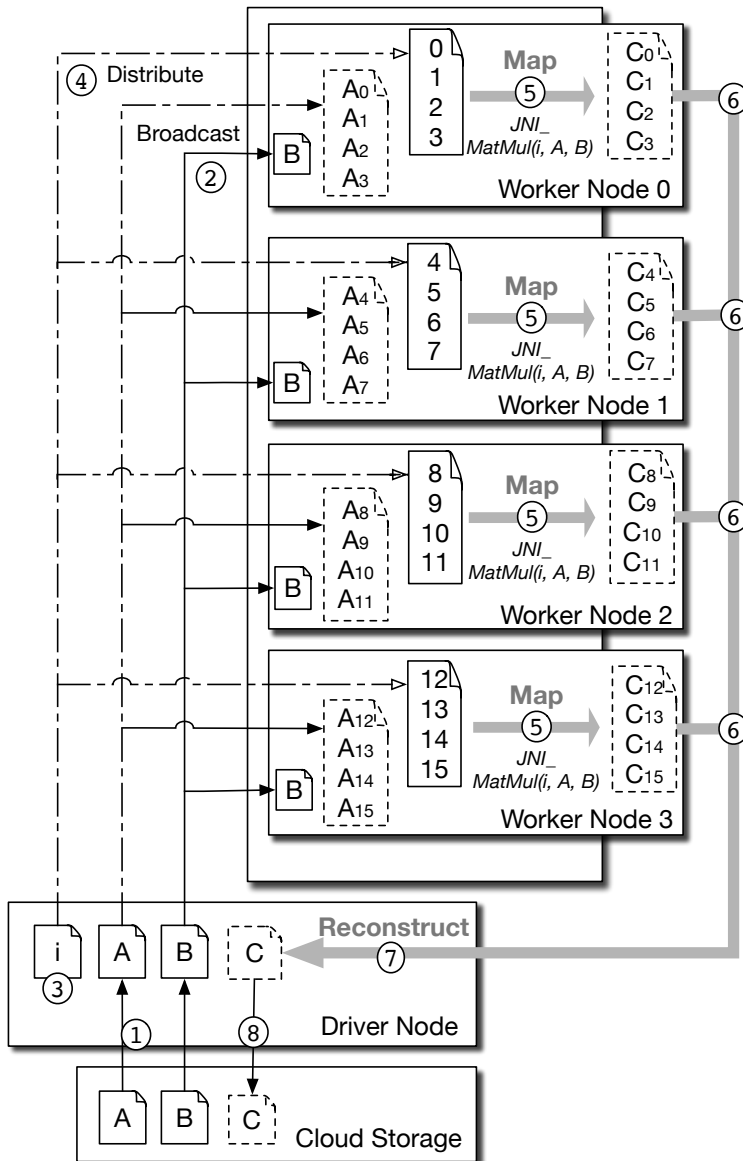 ④ Distribute
Broadcast
②
B
A0
A1
A2
A3
0
1
2
3
Map
⑤
JNI_
MatMul(i, A, B)
C0
C1
C2
C3
⑥
Worker Node 0
B
A4
A5
A6
A7
4
5
6
7
Map
⑤
JNI_
MatMul(i, A, B)
C4
C5
C6
C7
⑥
Worker Node 1
B
A8
A9
A10
A11
8
9
10
11
Map
⑤
JNI_
MatMul(i, A, B)
C8
C9
C10
C11
⑥
Worker Node 2
B
A12
A13
A14
A15
12
13
14
15
Map
⑤
JNI_
MatMul(i, A, B)
C12
C13
C14
C15
⑥
Worker Node 3
i
③
A
B
C
Reconstruct
⑦
①
⑧
Driver Node
A
B
C
Cloud Storage